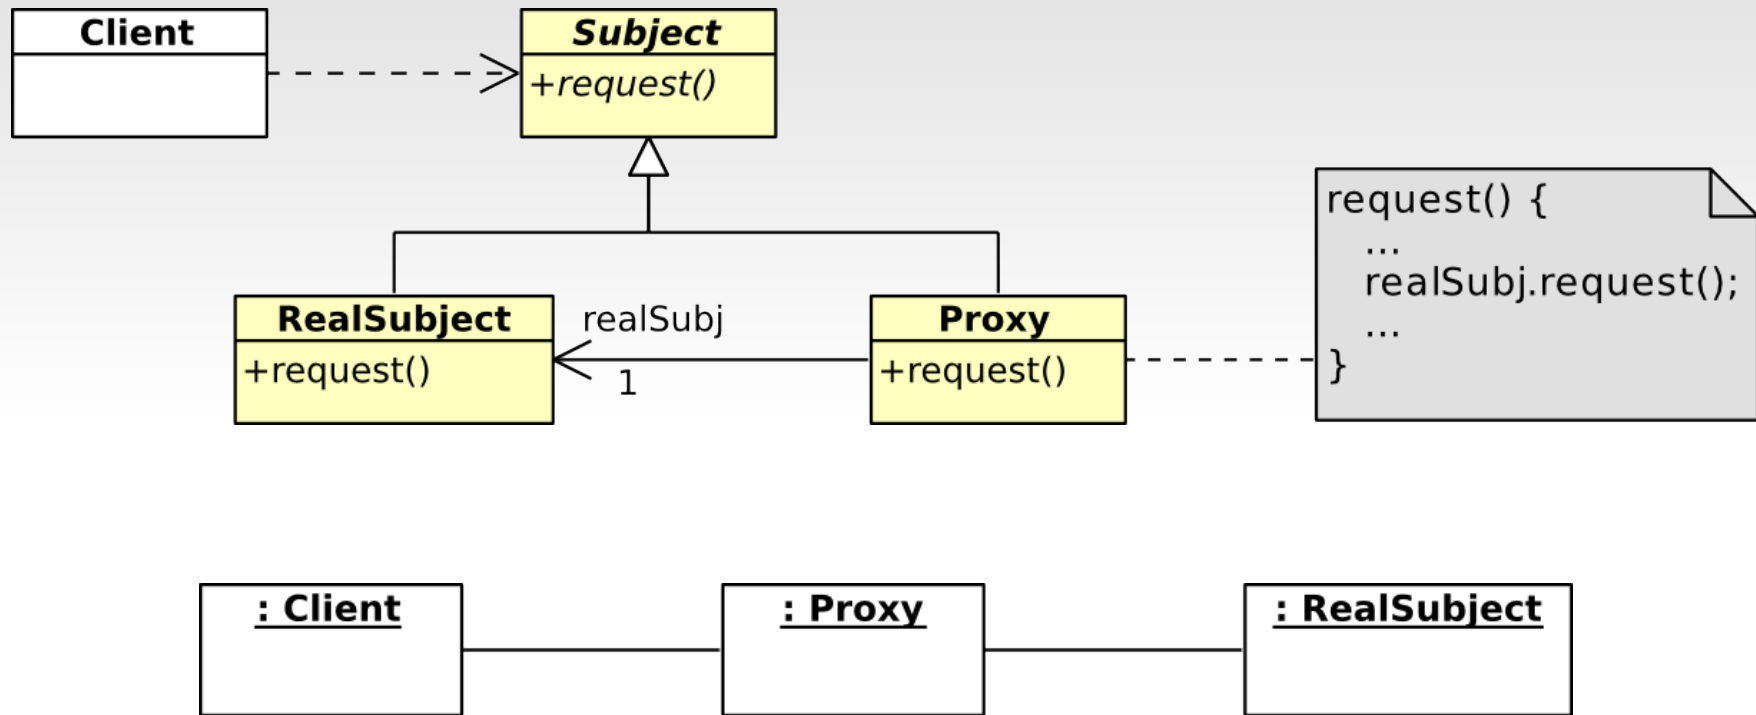 Client
Subject
+request()
request() {
...
realSubj.request();
...
}
RealSubject
+request()
realSubj
1
Proxy
+request()
: Client
: Proxy
: RealSubject